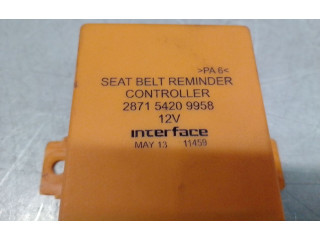 >PA 6<
SEAT BELT REMINDER
CONTROLLER
2871 5420 9958
12V
interface
MAY 13 11459